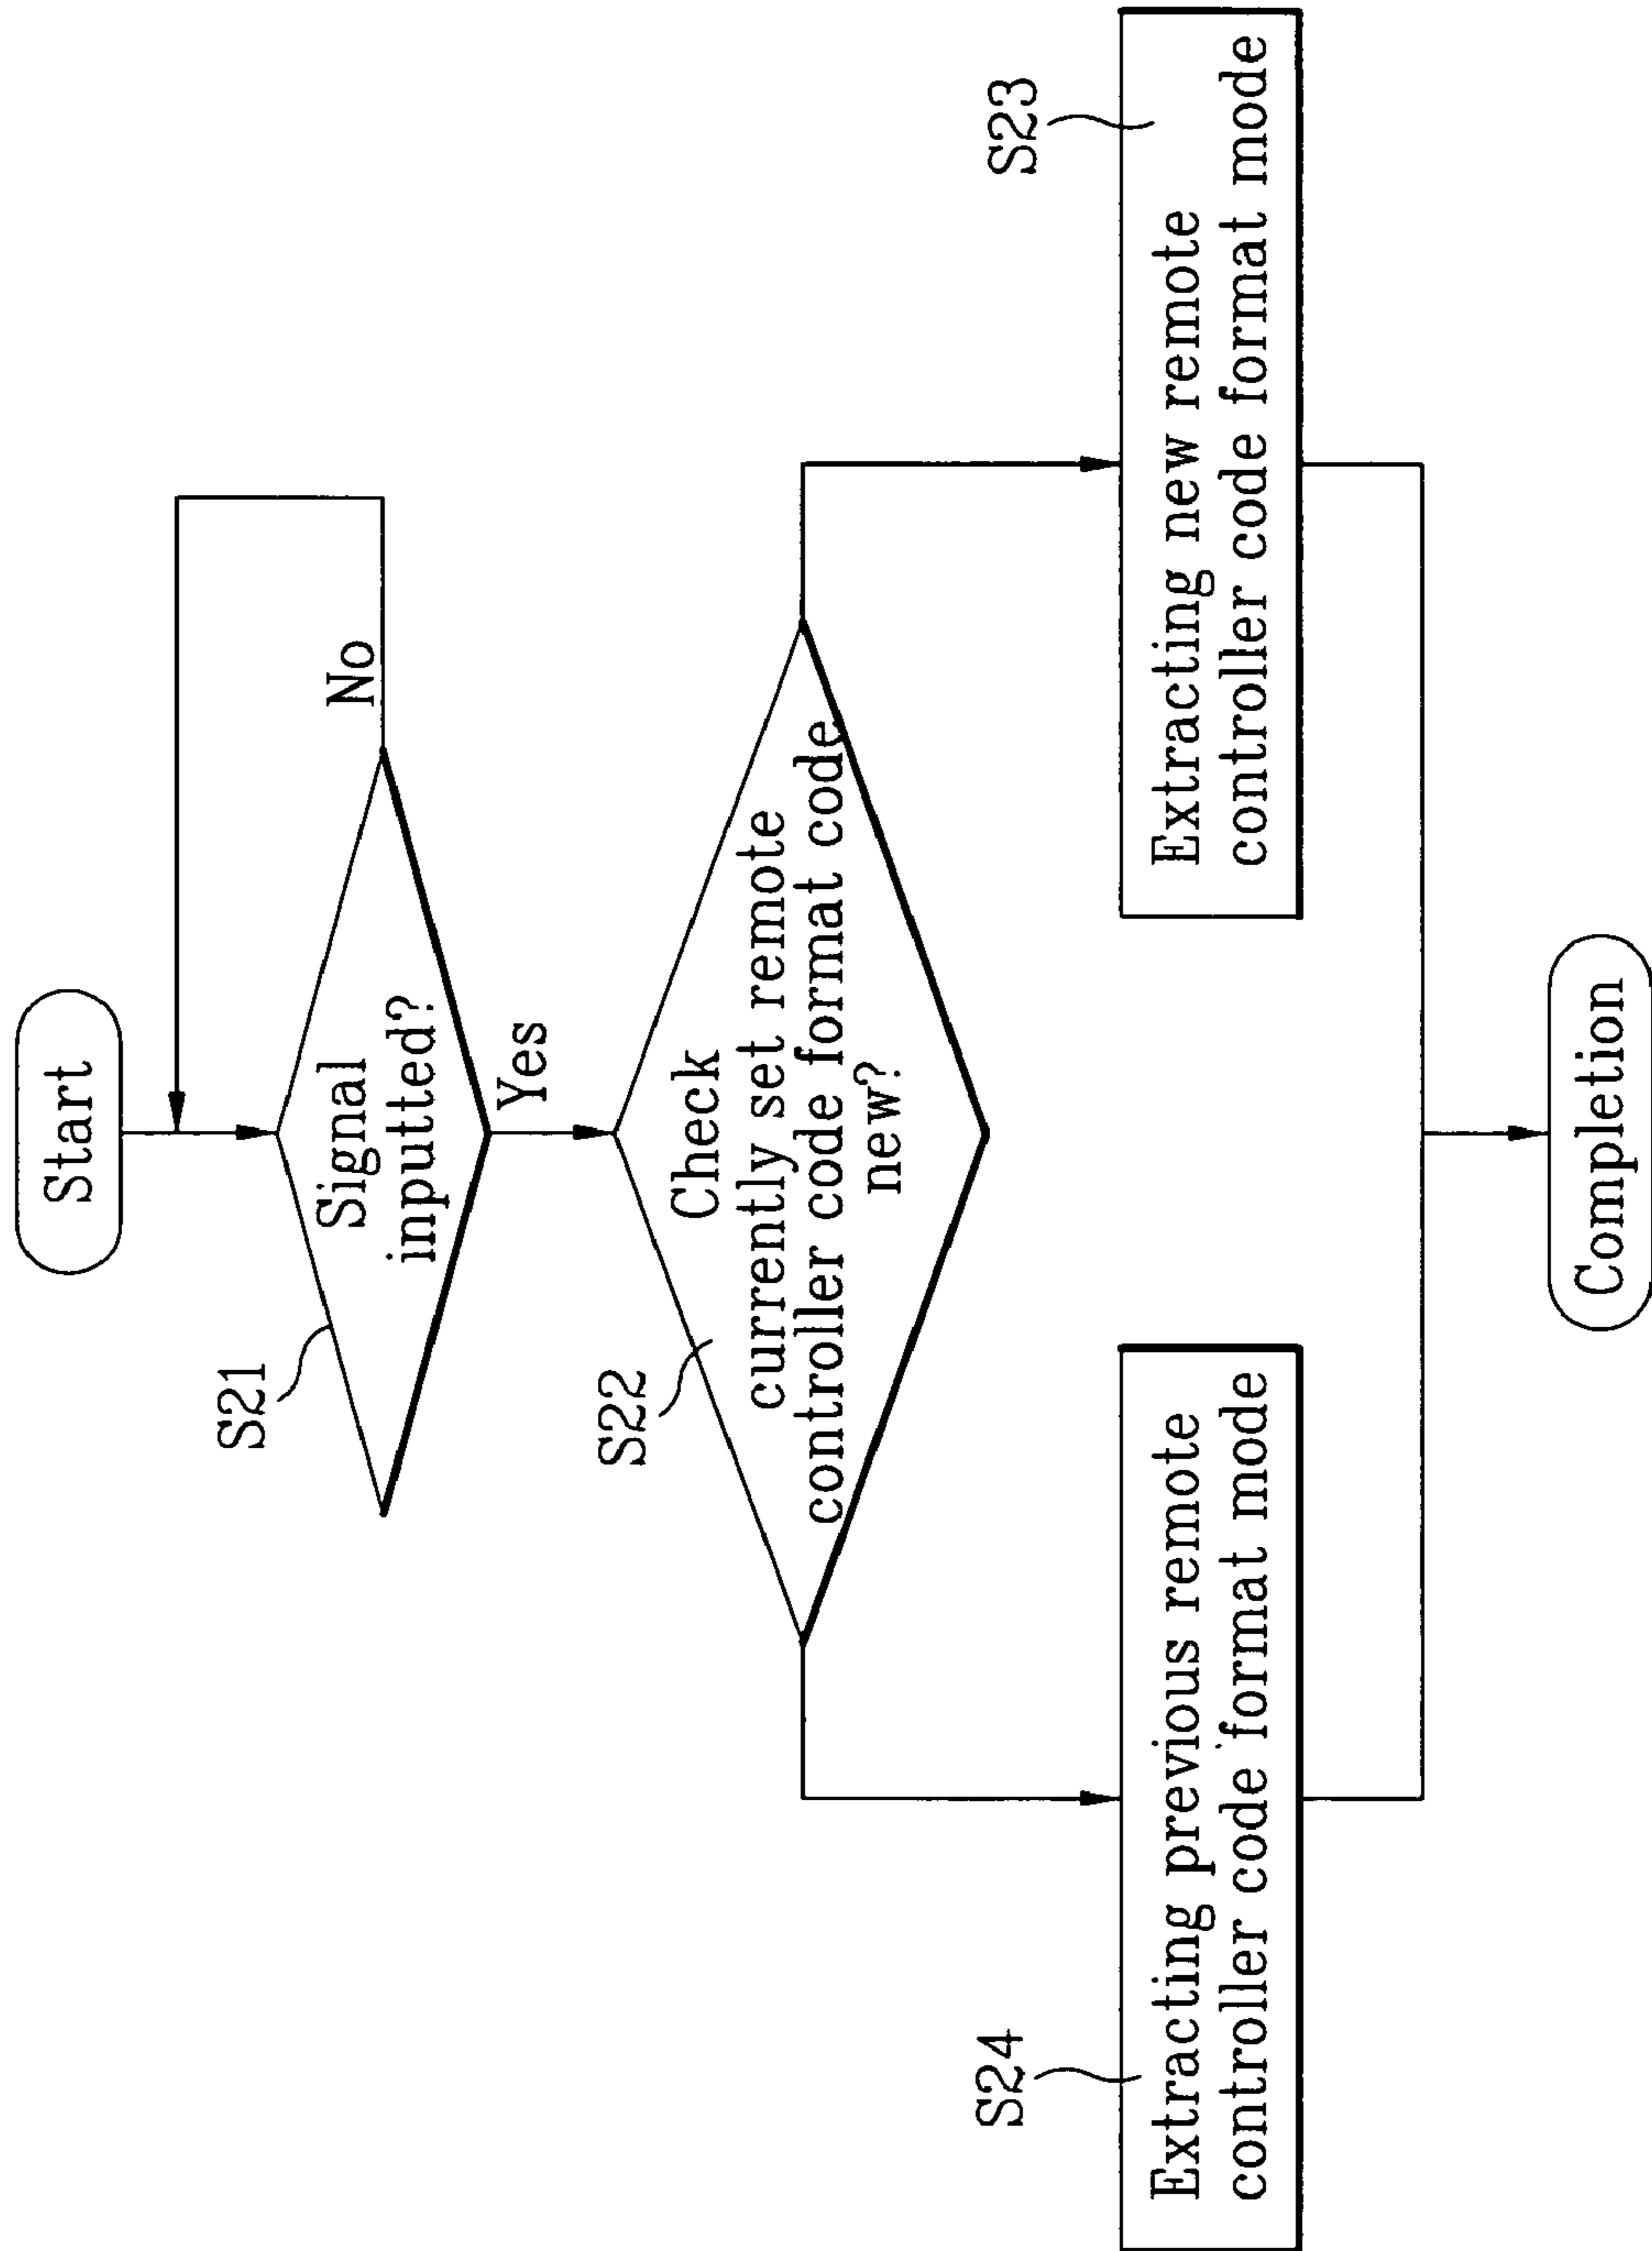 Start
S21
Signal
inputted?
No
Yes
S22
Check
currently set remote
controller code format code
new?
S24
Extracting previous remote
controller code format mode
S23
Extracting new remote
controller code format mode
Completion